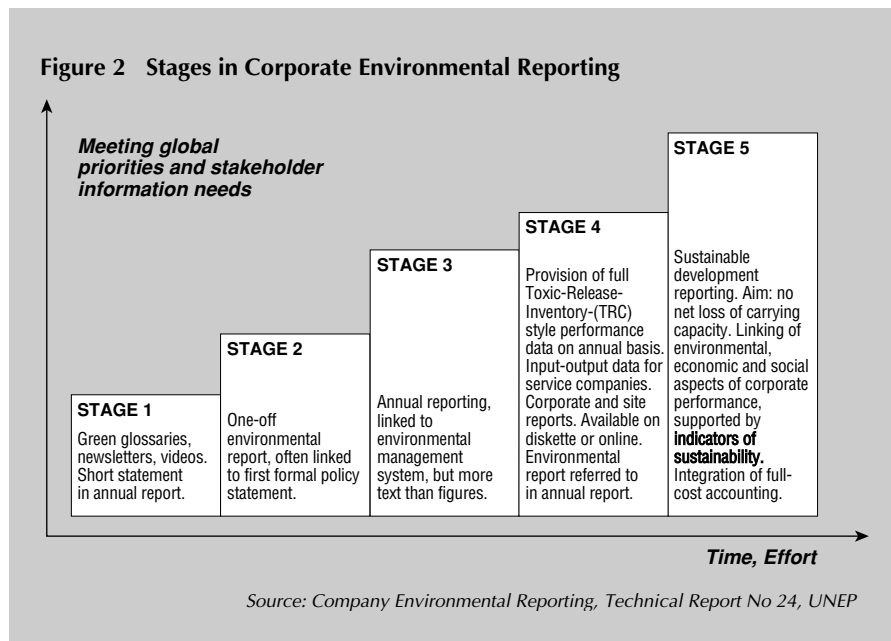 Figure 2 Stages in Corporate Environmental Reporting
Meeting global
priorities and stakeholder
information needs
STAGE 1
Green glossaries,
newsletters, videos.
Short statement
in annual report.
STAGE 2
One-off
environmental
report, often linked
to first formal policy
statement.
STAGE 3
Annual reporting,
linked to
environmental
management
system, but more
text than figures.
STAGE 4
Provision of full
Toxic-Release-
Inventory-(TRC)
style performance
data on annual basis.
Input-output data for
service companies.
Corporate and site
reports. Available on
diskette or online.
Environmental
report referred to
in annual report.
STAGE 5
Sustainable
development
reporting. Aim: no
net loss of carrying
capacity. Linking of
environmental,
economic and social
aspects of corporate
performance,
supported by
indicators of
sustainability.
Integration of full-
cost accounting.
Time, Effort
Source: Company Environmental Reporting, Technical Report No 24, UNEP